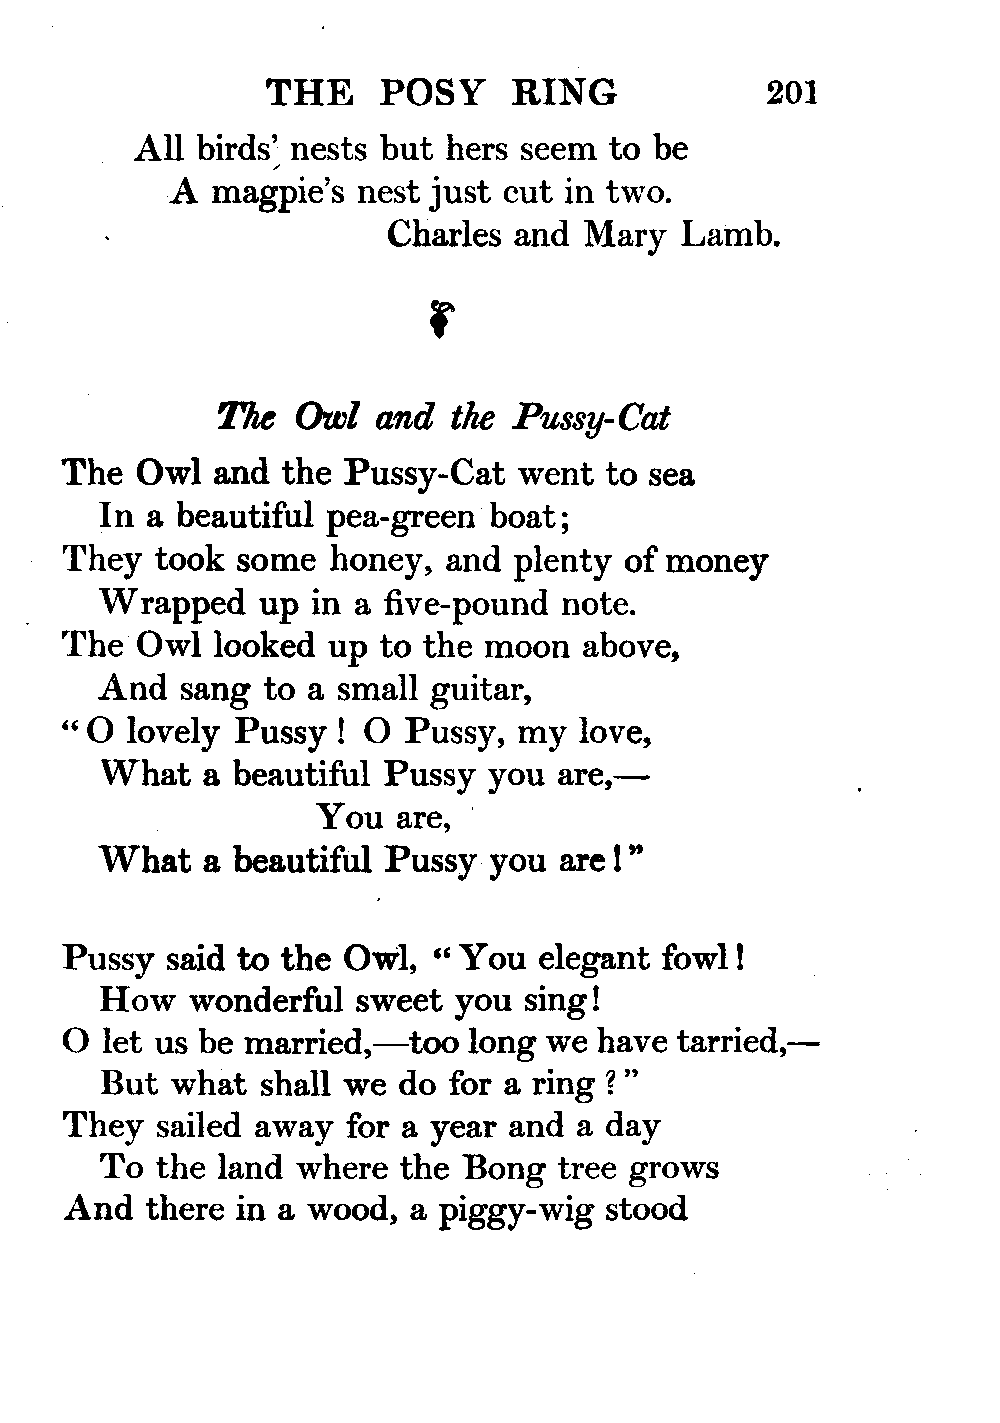 THE POSY RING 201
All birds' nests but hers seem to be
A magpie's nest just cut in two.
Charles and Mary Lamb.
The Owl and the Pussy-Cat
The Owl and the Pussy-Cat went to sea
In a beautiful pea-green boat;
They took some honey, and plenty of money
Wrapped up in a five-pound note.
The Owl looked up to the moon above,
And sang to a small guitar,
“O lovely Pussy! O Pussy, my love,
What a beautiful Pussy you are,—
You are,
What a beautiful Pussy you are!”
Pussy said to the Owl, “You elegant fowl!
How wonderful sweet you sing!
O let us be married,—too long we have tarried,—
But what shall we do for a ring?”
They sailed away for a year and a day
To the land where the Bong tree grows
And there in a wood, a piggy-wig stood